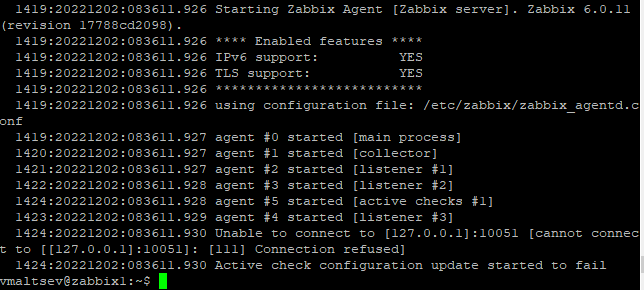 1419:20221202:083611.926 Starting Zabbix Agent [Zabbix server]. Zabbix 6.0.11
(revision 17788cd2098).
1419:20221202:083611.926 **** Enabled features ****
1419:20221202:083611.926 IPv6 support:          YES
1419:20221202:083611.926 TLS support:           YES
1419:20221202:083611.926 **************************
1419:20221202:083611.926 using configuration file: /etc/zabbix/zabbix_agentd.c
onf
1419:20221202:083611.927 agent #0 started [main process]
1420:20221202:083611.927 agent #1 started [collector]
1421:20221202:083611.927 agent #2 started [listener #1]
1422:20221202:083611.928 agent #3 started [listener #2]
1424:20221202:083611.928 agent #5 started [active checks #1]
1423:20221202:083611.929 agent #4 started [listener #3]
1424:20221202:083611.930 Unable to connect to [127.0.0.1]:10051 [cannot connec
t to [[127.0.0.1]:10051]: [111] Connection refused]
1424:20221202:083611.930 Active check configuration update started to fail
vmaltsev@zabbix1:~$